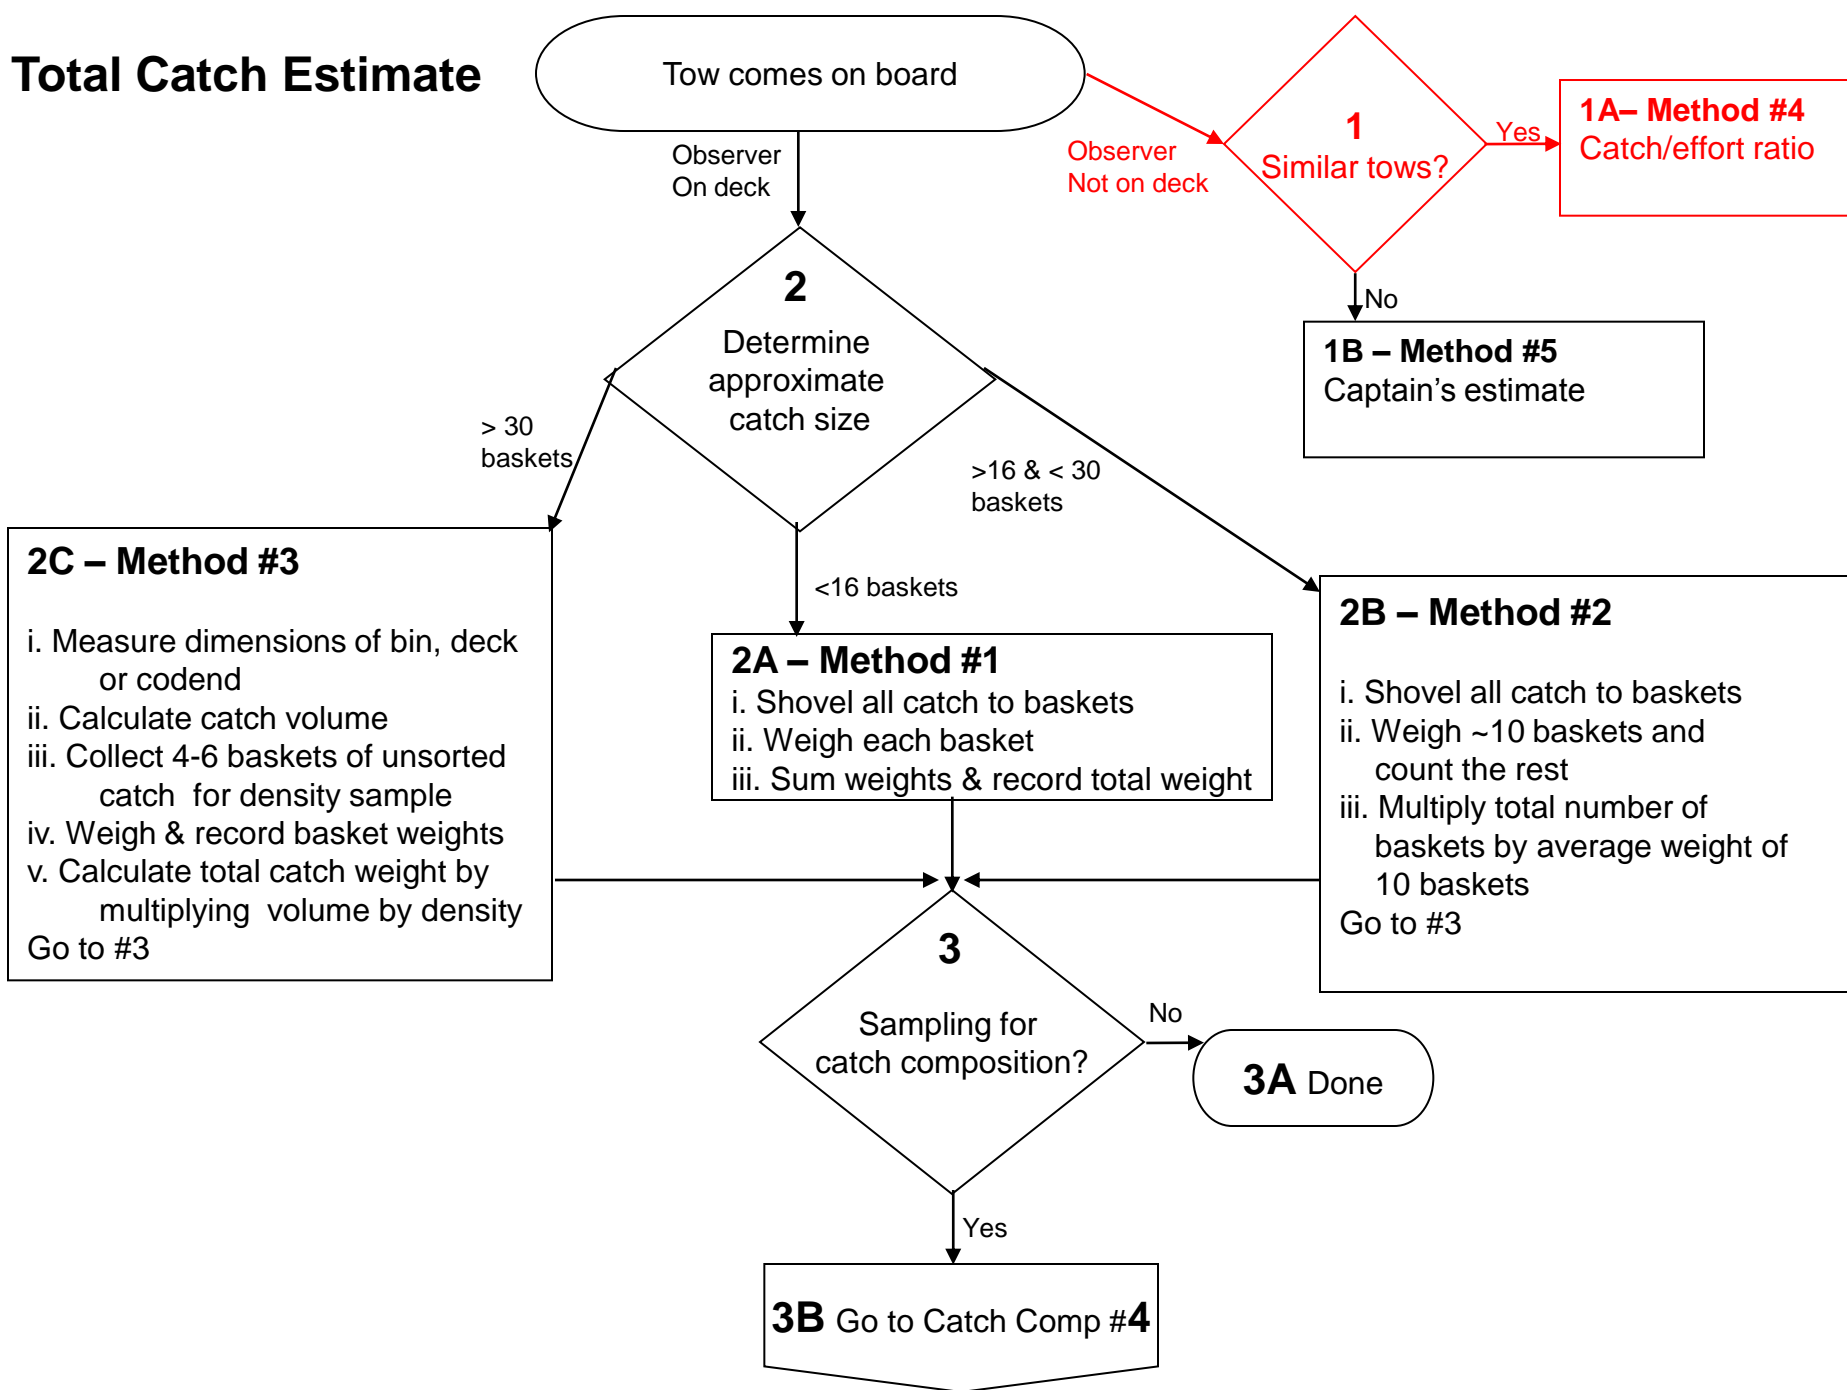 Total Catch Estimate
Tow comes on board
Observer
On deck
Observer
Not on deck
1
Similar tows?
Yes
1A– Method #4
Catch/effort ratio
No
1B – Method #5
Captain’s estimate
2
Determine
approximate
catch size
> 30
baskets
<16 baskets
>16 & < 30
baskets
2C – Method #3
i. Measure dimensions of bin, deck
or codend
ii. Calculate catch volume
iii. Collect 4-6 baskets of unsorted
catch for density sample
iv. Weigh & record basket weights
v. Calculate total catch weight by
multiplying volume by density
Go to #3
2A – Method #1
i. Shovel all catch to baskets
ii. Weigh each basket
iii. Sum weights & record total weight
2B – Method #2
i. Shovel all catch to baskets
ii. Weigh ~10 baskets and
count the rest
iii. Multiply total number of
baskets by average weight of
10 baskets
Go to #3
3
Sampling for
catch composition?
No
3A Done
Yes
3B Go to Catch Comp #4